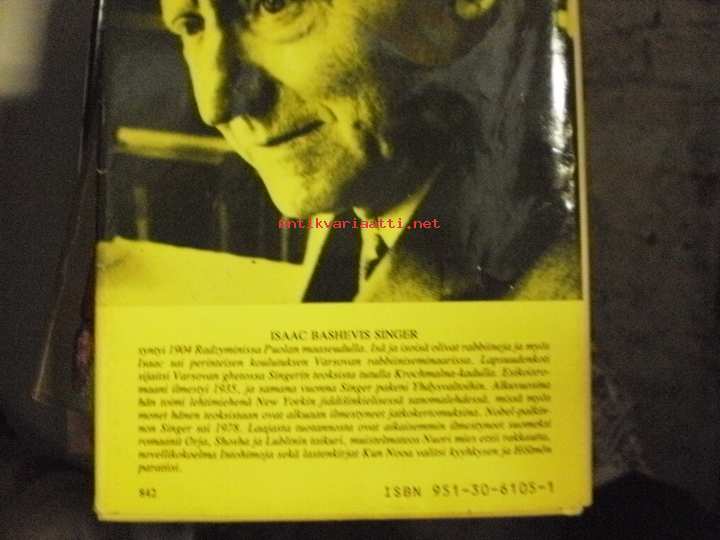 antikvariaatti.net
ISAAC BASHEVIS SINGER
syntyi 1904 Radzyminissa Puolan maaseudulla. Isä ja isoisä olivat rabbiineja ja myös
Isaac sai perinteisen koulutuksen Varsovan rabbiiniseminaarissa. Lapsuudenkoti
sijaitsi Varsovan ghetossa Singerin teoksista tutulla Krochmalna-kadulla. Esikoisro-
maani ilmestyi 1935, ja samana vuonna Singer pakeni Yhdysvaltoihin. Alkuvuosina
hän toimi lehtimiehenä New Yorkin jiddišinkielisessä sanomalehdessä, missä myös
monet hänen teoksistaan ovat alkuaan ilmestyneet jatkokertomuksina. Nobel-palkin-
non Singer sai 1978. Laajasta tuotannosta ovat aikaisemmin ilmestyneet suomeksi
romaanit Orja, Shosha ja Lublinin taikuri, muistelmateos Nuori mies etsii rakkautta,
novellikokoelma Intohimoja sekä lastenkirjat Kun Nooa valitsi kyyhkysen ja Hölmön
paratiisi.
842
ISBN 951-30-6105-1